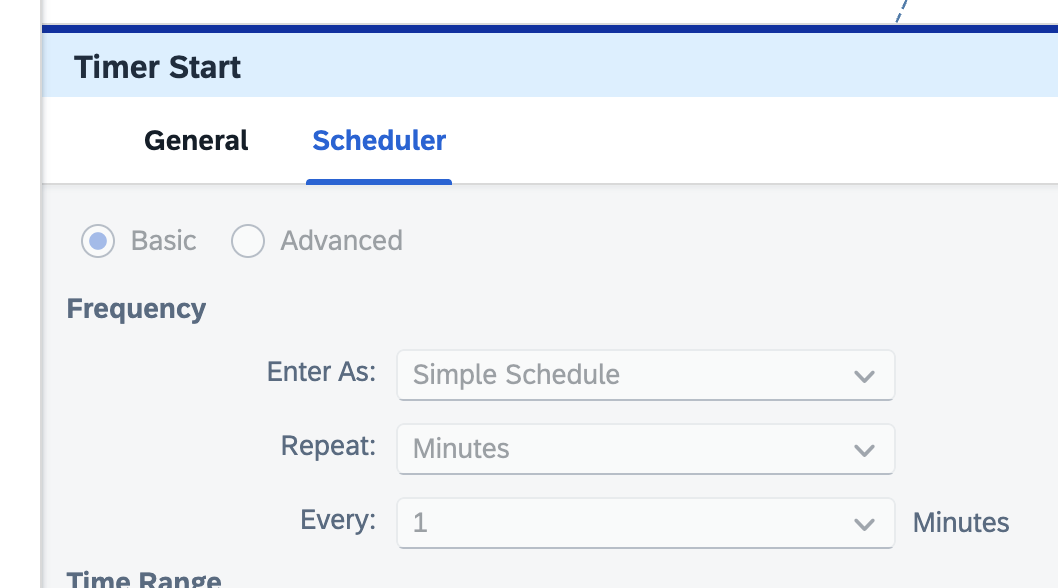 Timer Start
General Scheduler
Basic Advanced
Frequency
Enter As: Simple Schedule
Repeat: Minutes
Every: 1 Minutes
Time Range